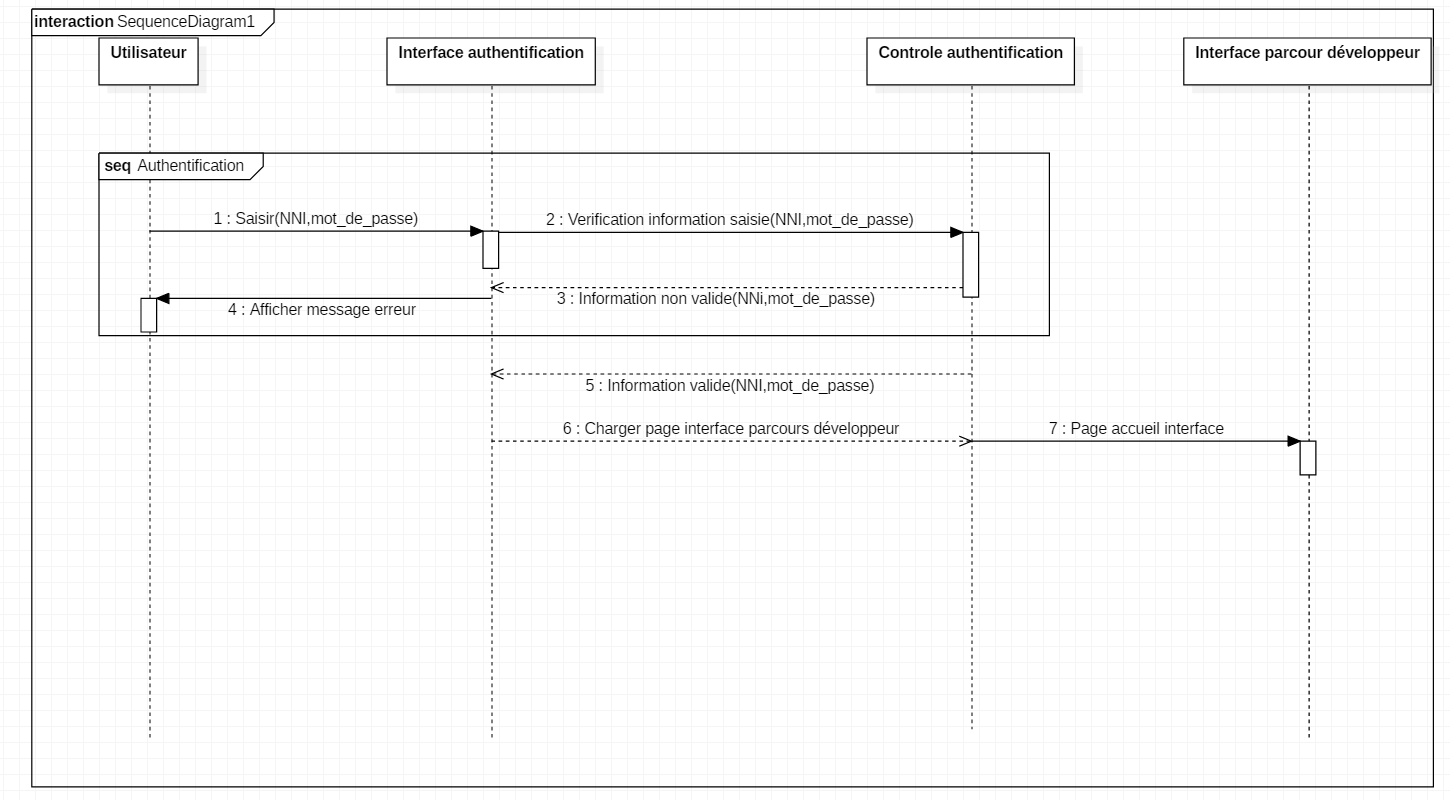 interaction SequenceDiagram1
Utilisateur
Interface authentification
Controle authentification
Interface parcour développeur
seq Authentification
1 : Saisir(NNI,mot_de_passe)
2 : Verification information saisie(NNI,mot_de_passe)
3 : Information non valide(NNi,mot_de_passe)
4 : Afficher message erreur
5 : Information valide(NNI,mot_de_passe)
6 : Charger page interface parcours développeur
7 : Page accueil interface